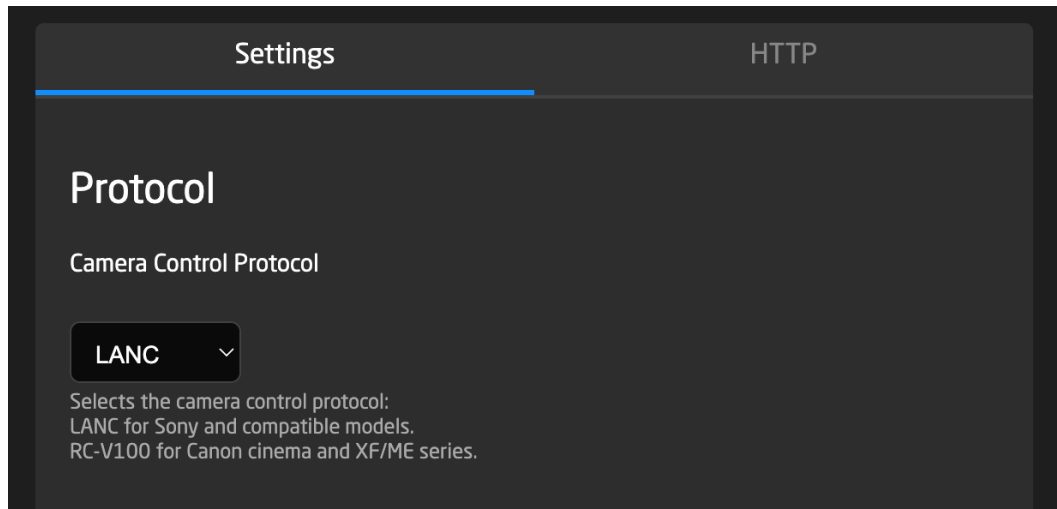 Settings
HTTP
Protocol
Camera Control Protocol
LANC
Selects the camera control protocol:
LANC for Sony and compatible models.
RC-V100 for Canon cinema and XF/ME series.